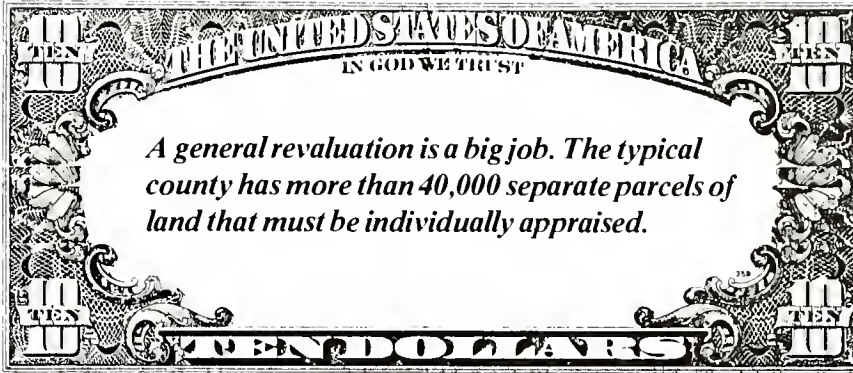 10 10
TEN TEN
THE UNITED STATES OF AMERICA
IN GOD WE TRUST
A general revaluation is a big job. The typical
county has more than 40,000 separate parcels of
land that must be individually appraised.
10 10
TEN TEN
TEN DOLLARS